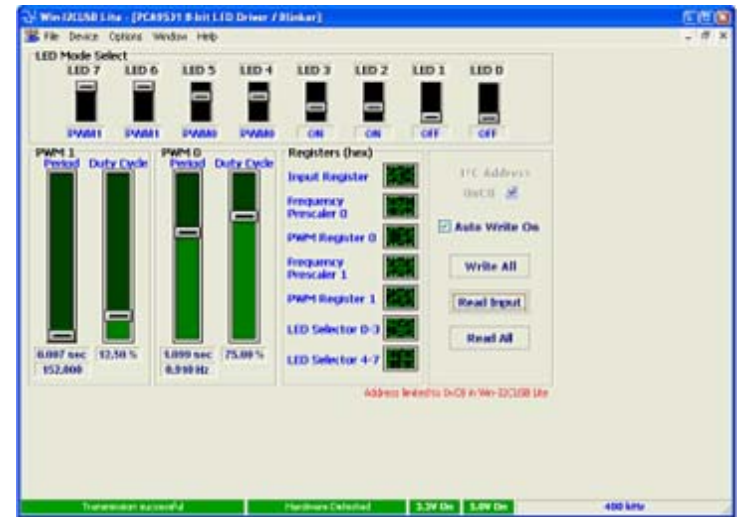 Win-I2CUSB Lite - [PCA9531 8-bit LED Driver / Blinker]
File Device Options Window Help
LED Mode Select
LED 7 LED 6 LED 5 LED 4 LED 3 LED 2 LED 1 LED 0
PWM1 PWM1 PWM0 PWM0 ON ON OFF OFF
PWM 1 PWM 0 Registers (hex)
Period Duty Cycle Period Duty Cycle
Input Register
I²C Address
0xC0
Frequency
Prescaler 0
Auto Write On
PWM Register 0
Frequency
Prescaler 1
Write All
PWM Register 1
Read Input
LED Selector 0-3
Read All
LED Selector 4-7
0.007 sec 12.50 % 1.099 sec 75.00 %
152.000 0.910 Hz
Address limited to 0xC0 in Win-I2CUSB Lite
Transmission successful Hardware Detected 3.3V On 5.0V On 400 kHz